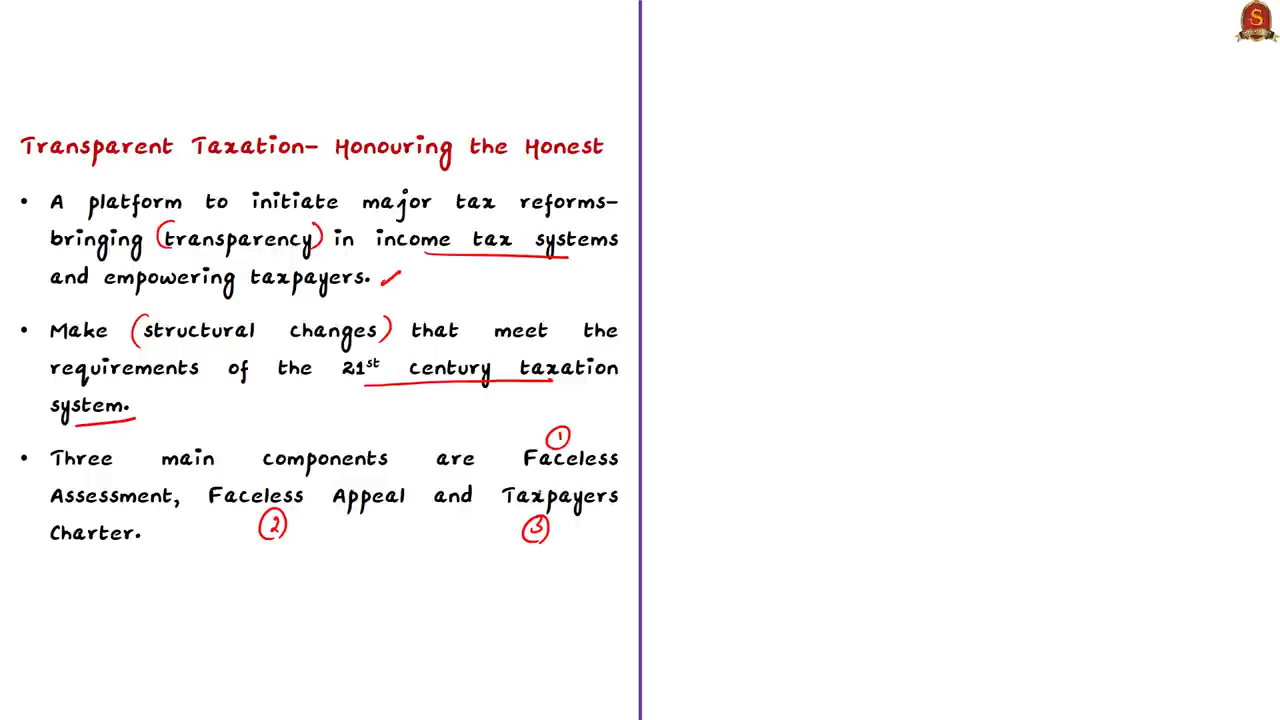 S
Transparent Taxation- Honouring the Honest
• A platform to initiate major tax reforms-
bringing (transparency) in income tax systems
and empowering taxpayers. ✓
• Make (structural changes) that meet the
requirements of the 21st century taxation
system.
1
• Three main components are Faceless
Assessment, Faceless Appeal and Taxpayers
2 3
Charter.